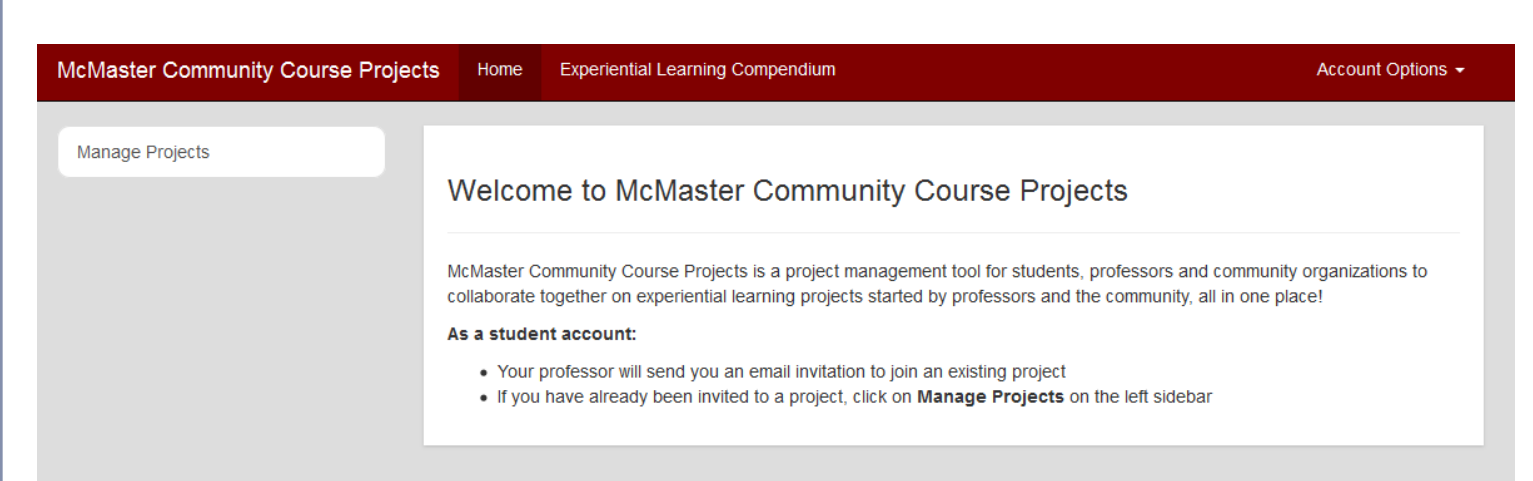 McMaster Community Course Projects Home Experiential Learning Compendium Account Options
Manage Projects
Welcome to McMaster Community Course Projects
McMaster Community Course Projects is a project management tool for students, professors and community organizations to
collaborate together on experiential learning projects started by professors and the community, all in one place!
As a student account:
• Your professor will send you an email invitation to join an existing project
• If you have already been invited to a project, click on Manage Projects on the left sidebar